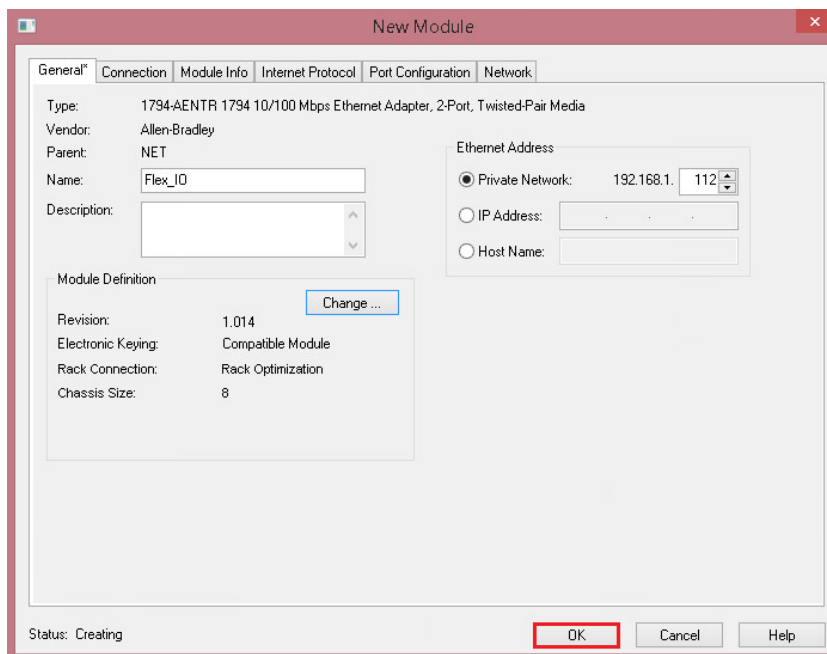 New Module
General* Connection Module Info Internet Protocol Port Configuration Network
Type: 1794-AENTR 1794 10/100 Mbps Ethernet Adapter, 2-Port, Twisted-Pair Media
Vendor: Allen-Bradley
Parent: NET
Name: Flex_IO
Description:
Ethernet Address
Private Network: 192.168.1. 112
IP Address: . . .
Host Name:
Module Definition
Change ...
Revision: 1.014
Electronic Keying: Compatible Module
Rack Connection: Rack Optimization
Chassis Size: 8
Status: Creating
OK Cancel Help